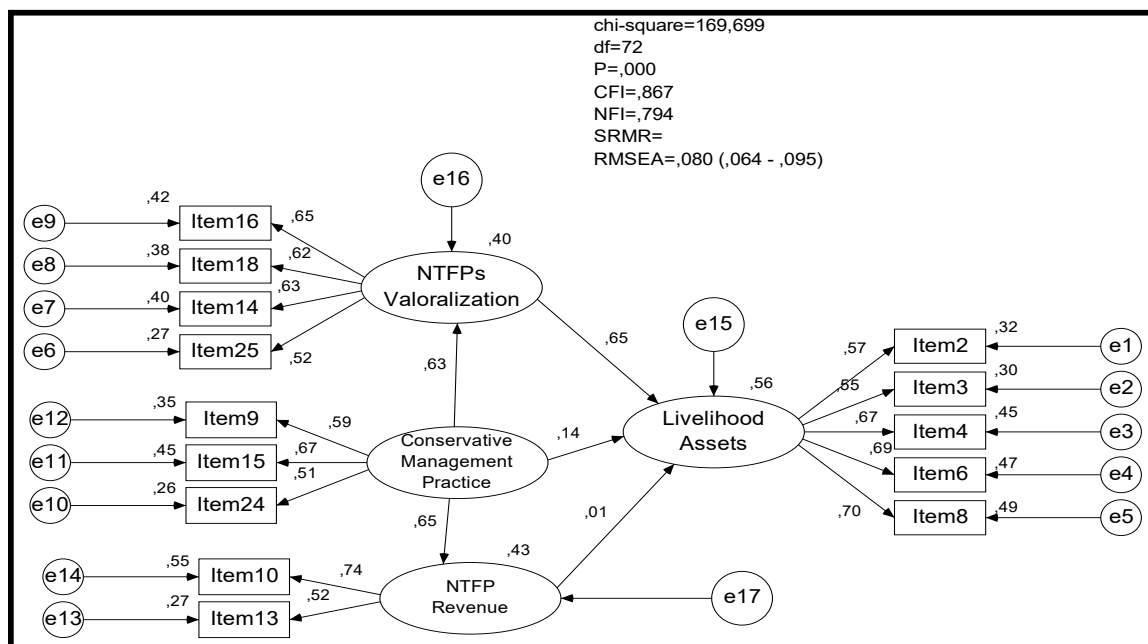 chi-square=169,699
df=72
P=,000
CFI=,867
NFI=,794
SRMR=
RMSEA=,080 (,064 - ,095)
e16
e9
,42
Item16
,65
,40
e8
,38
Item18
,62
NTFPs
Valoralization
e7
,40
Item14
,63
e6
,27
Item25
,52
,63
,65
e15
,56
Livelihood
Assets
,57
Item2
,32
e1
,55
Item3
,30
e2
,67
Item4
,45
e3
,69
Item6
,47
e4
,70
Item8
,49
e5
e12
,35
Item9
,59
e11
,45
Item15
,67
e10
,26
Item24
,51
Conservative
Management
Practice
,14
,65
,01
,43
e14
,55
Item10
,74
e13
,27
Item13
,52
NTFP
Revenue
e17